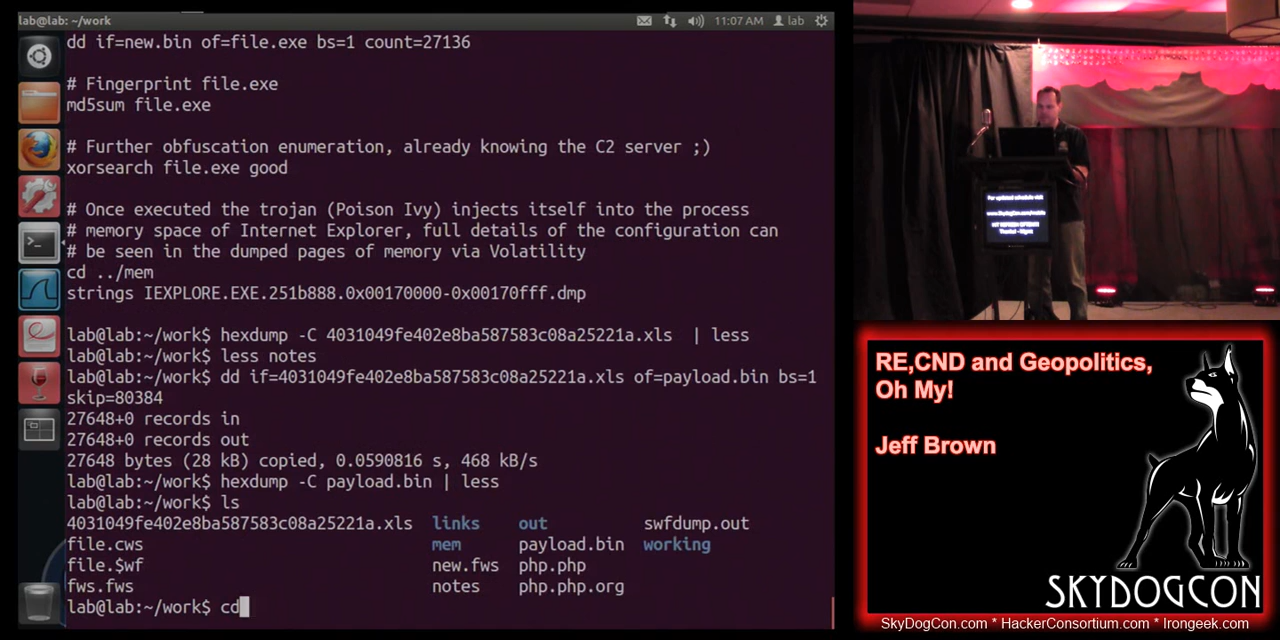 lab@lab: ~/work
11:07 AM lab
dd if=new.bin of=file.exe bs=1 count=27136
# Fingerprint file.exe
md5sum file.exe
# Further obfuscation enumeration, already knowing the C2 server ;)
xorsearch file.exe good
# Once executed the trojan (Poison Ivy) injects itself into the process
# memory space of Internet Explorer, full details of the configuration can
# be seen in the dumped pages of memory via Volatility
cd ../mem
strings IEXPLORE.EXE.251b888.0x00170000-0x00170fff.dmp
lab@lab:~/work$ hexdump -C 4031049fe402e8ba587583c08a25221a.xls | less
lab@lab:~/work$ less notes
lab@lab:~/work$ dd if=4031049fe402e8ba587583c08a25221a.xls of=payload.bin bs=1
skip=80384
27648+0 records in
27648+0 records out
27648 bytes (28 kB) copied, 0.0590816 s, 468 kB/s
lab@lab:~/work$ hexdump -C payload.bin | less
lab@lab:~/work$ ls
4031049fe402e8ba587583c08a25221a.xls links out swfdump.out
file.cws mem payload.bin working
file.$wf new.fws php.php
fws.fws notes php.php.org
lab@lab:~/work$ cd
For updated schedule visit
RE,CND and Geopolitics,
Oh My!
Jeff Brown
SKYDOGCON
SkyDogCon.com * HackerConsortium.com * Irongeek.com